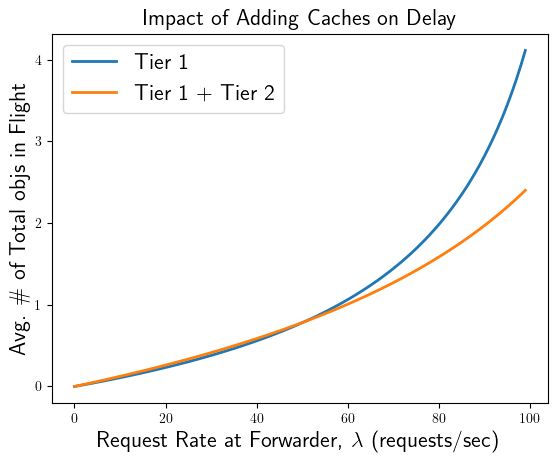 Impact of Adding Caches on Delay
Tier 1
Tier 1 + Tier 2
Avg. # of Total objs in Flight
4
3
2
1
0
0 20 40 60 80 100
Request Rate at Forwarder, λ (requests/sec)